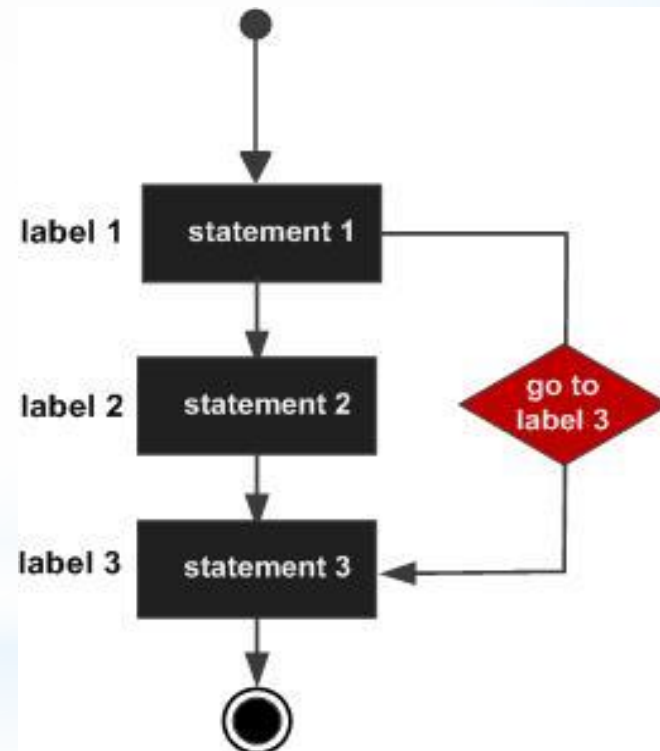 label 1
statement 1
label 2
statement 2
go to
label 3
label 3
statement 3